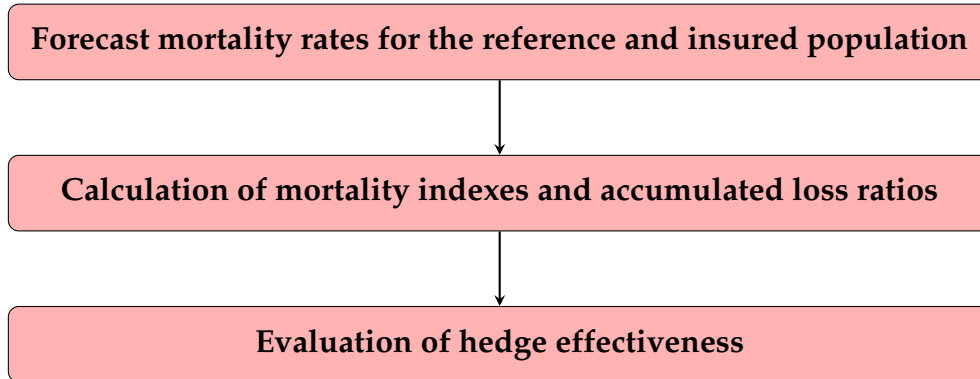 Forecast mortality rates for the reference and insured population
Calculation of mortality indexes and accumulated loss ratios
Evaluation of hedge effectiveness